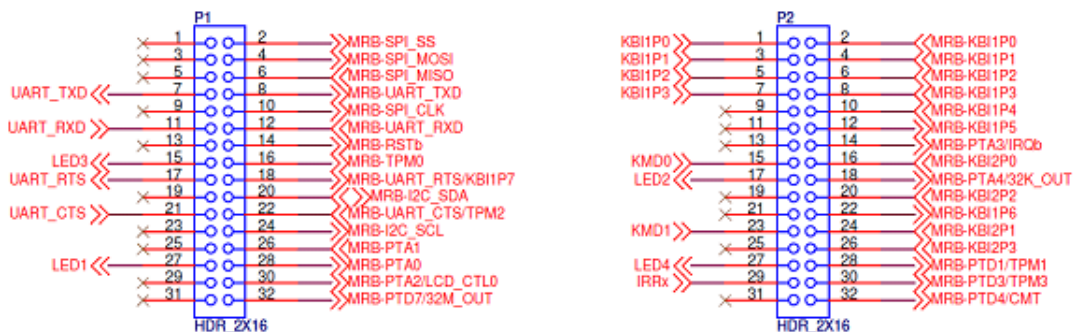 P1 P2
1 2 MRB-SPI_SS KBI1P0 1 2 MRB-KBI1P0
3 4 MRB-SPI_MOSI KBI1P1 3 4 MRB-KBI1P1
5 6 MRB-SPI_MISO KBI1P2 5 6 MRB-KBI1P2
UART_TXD 7 8 MRB-UART_TXD KBI1P3 7 8 MRB-KBI1P3
9 10 MRB-SPI_CLK 9 10 MRB-KBI1P4
UART_RXD 11 12 MRB-UART_RXD 11 12 MRB-KBI1P5
13 14 MRB-RSTb 13 14 MRB-PTA3/IRQb
LED3 15 16 MRB-TPM0 KMD0 15 16 MRB-KBI2P0
UART_RTS 17 18 MRB-UART_RTS/KBI1P7 LED2 17 18 MRB-PTA4/32K_OUT
19 20 MRB-I2C_SDA 19 20 MRB-KBI2P2
UART_CTS 21 22 MRB-UART_CTS/TPM2 21 22 MRB-KBI1P6
23 24 MRB-I2C_SCL KMD1 23 24 MRB-KBI2P1
25 26 MRB-PTA1 25 26 MRB-KBI2P3
LED1 27 28 MRB-PTA0 LED4 27 28 MRB-PTD1/TPM1
29 30 MRB-PTA2/LCD_CTL0 IRRx 29 30 MRB-PTD3/TPM3
31 32 MRB-PTD7/32M_OUT 31 32 MRB-PTD4/CMT
HDR_2X16 HDR_2X16